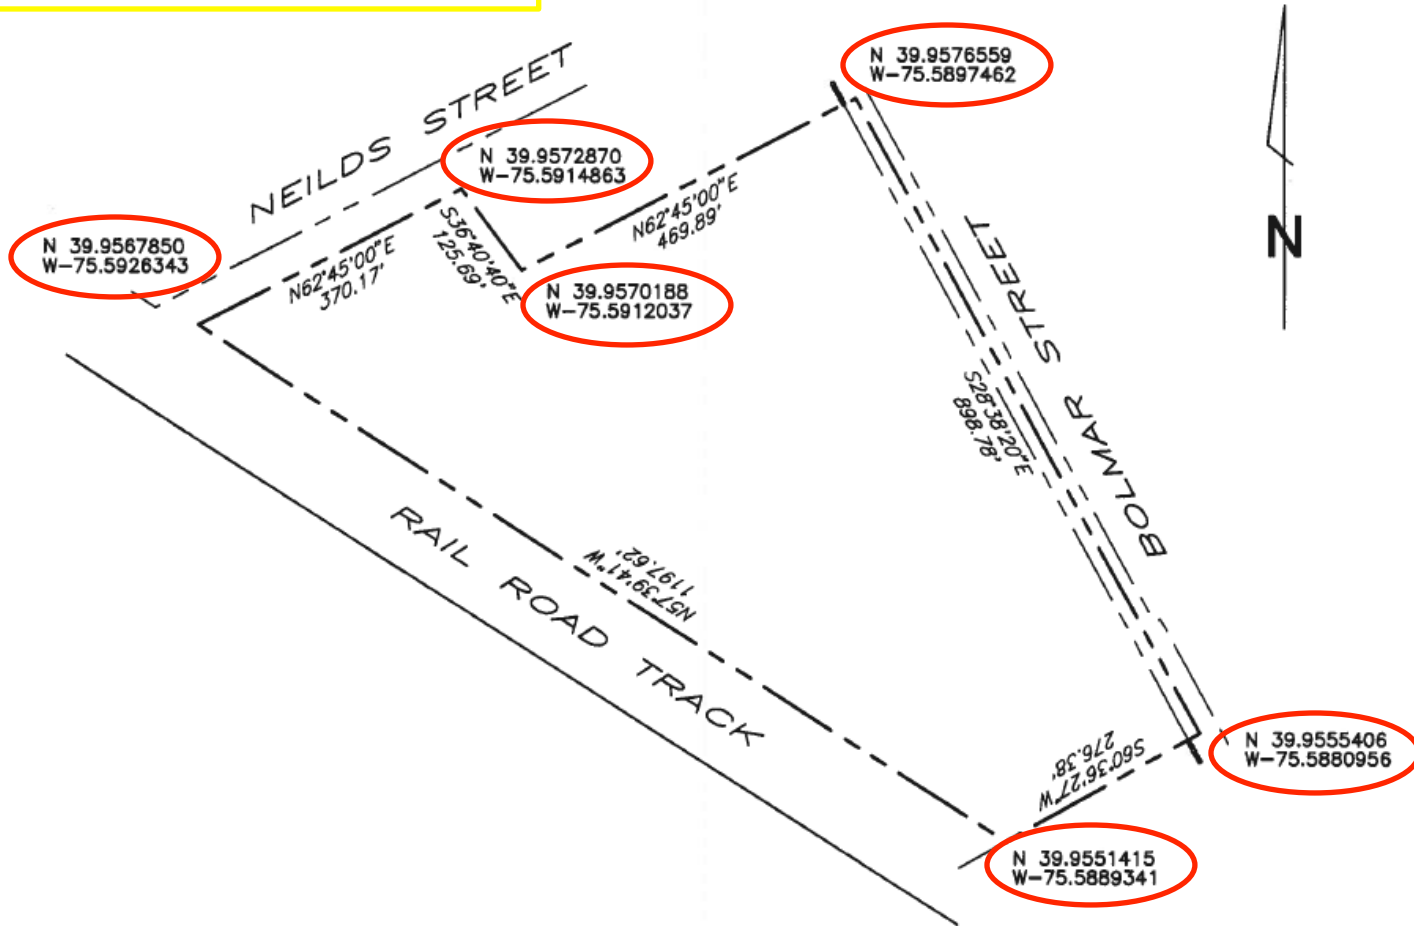 N 39.9576559
W-75.5897462
NEILDS STREET
N 39.9572870
W-75.5914863
N 39.9567850
W-75.5926343
N62°45'00"E
370.17'
S36°40'40"E
125.69'
N62°45'00"E
469.89'
N 39.9570188
W-75.5912037
N
BOLMAR STREET
S28°38'20"E
898.78'
N57°39'41"W
1197.62'
RAIL ROAD TRACK
S60°36'27"W
276.38'
N 39.9555406
W-75.5880956
N 39.9551415
W-75.5889341